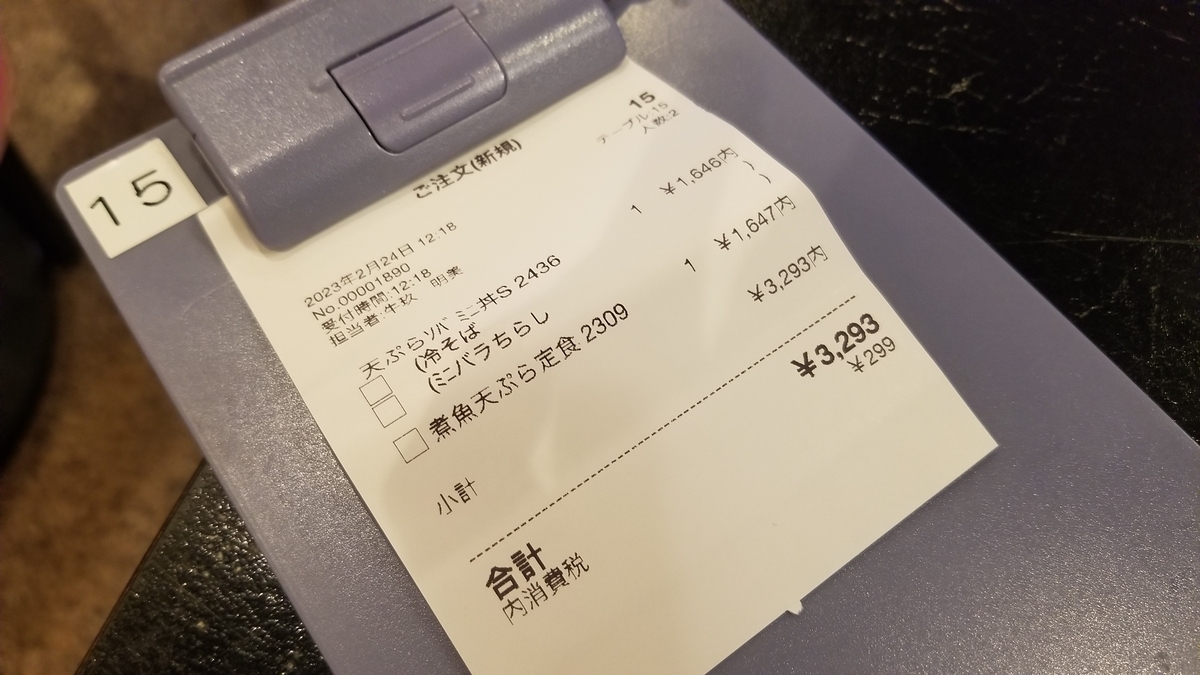 15
15
テーブル:15
人数:2
ご注文(新規)
2023年2月24日 12:18
No.00001890
受付時間:12:18
担当者:牛玖 明美
天ぷらソバ ミニ丼S 2436 1 ¥1,646内
(冷そば )
(ミニバラちらし )
煮魚天ぷら定食 2309 1 ¥1,647内
小計 ¥3,293内
合計 ¥3,293
内消費税 ¥299